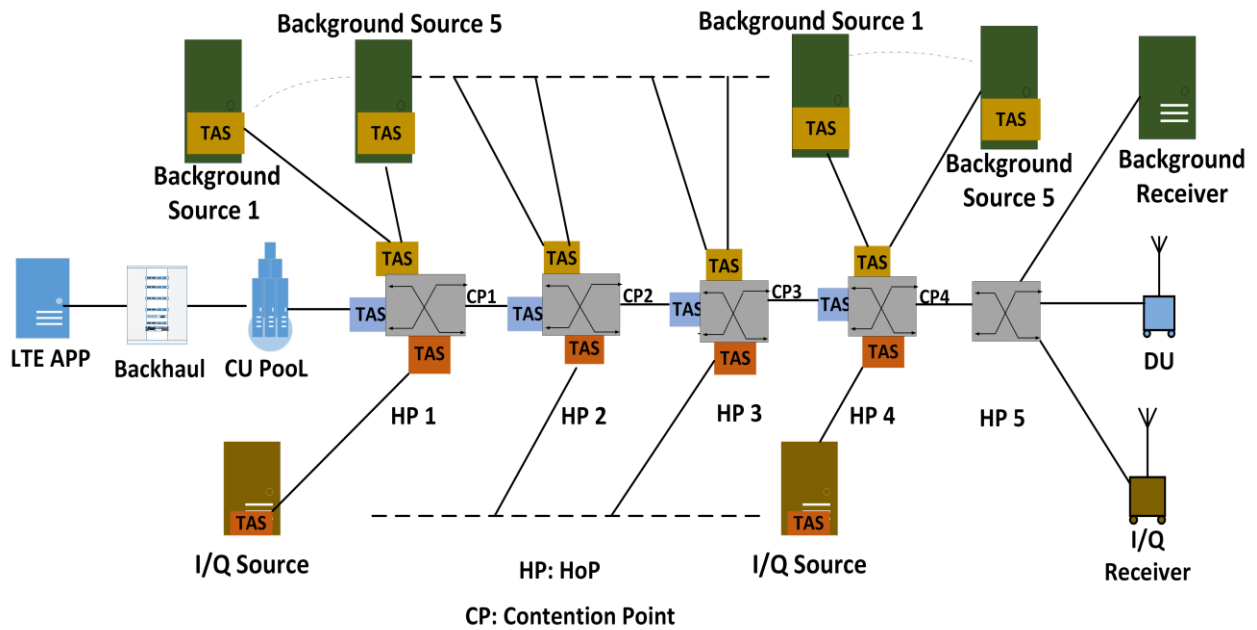 Background Source 5
Background Source 1
TAS
TAS
TAS
TAS
Background
Source 1
Background
Source 5
Background
Receiver
TAS
TAS
TAS
TAS
LTE APP
Backhaul
CU PooL
TAS
CP1
TAS
CP2
TAS
CP3
TAS
CP4
DU
TAS
TAS
TAS
TAS
HP 1
HP 2
HP 3
HP 4
HP 5
TAS
TAS
I/Q Source
I/Q Source
I/Q
Receiver
HP: HoP
CP: Contention Point